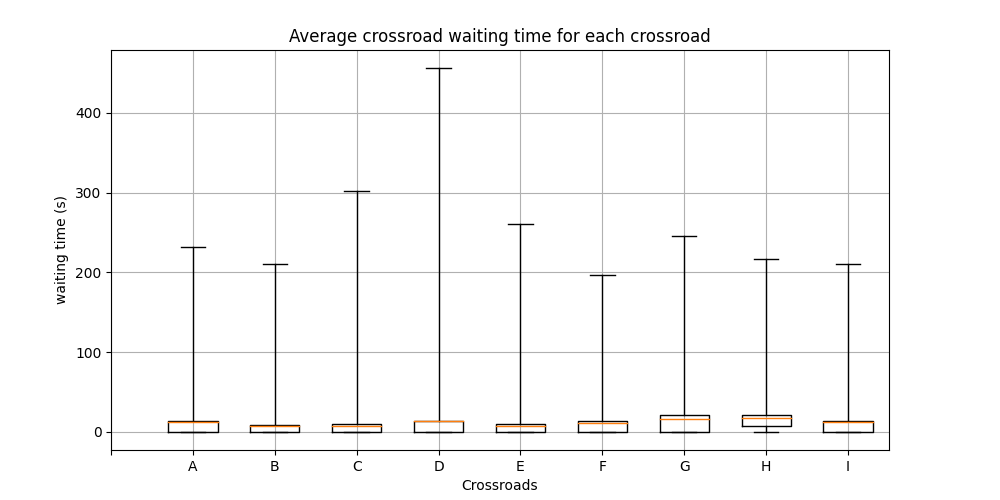 Average crossroad waiting time for each crossroad
waiting time (s)
400
300
200
100
0
A B C D E F G H I
Crossroads